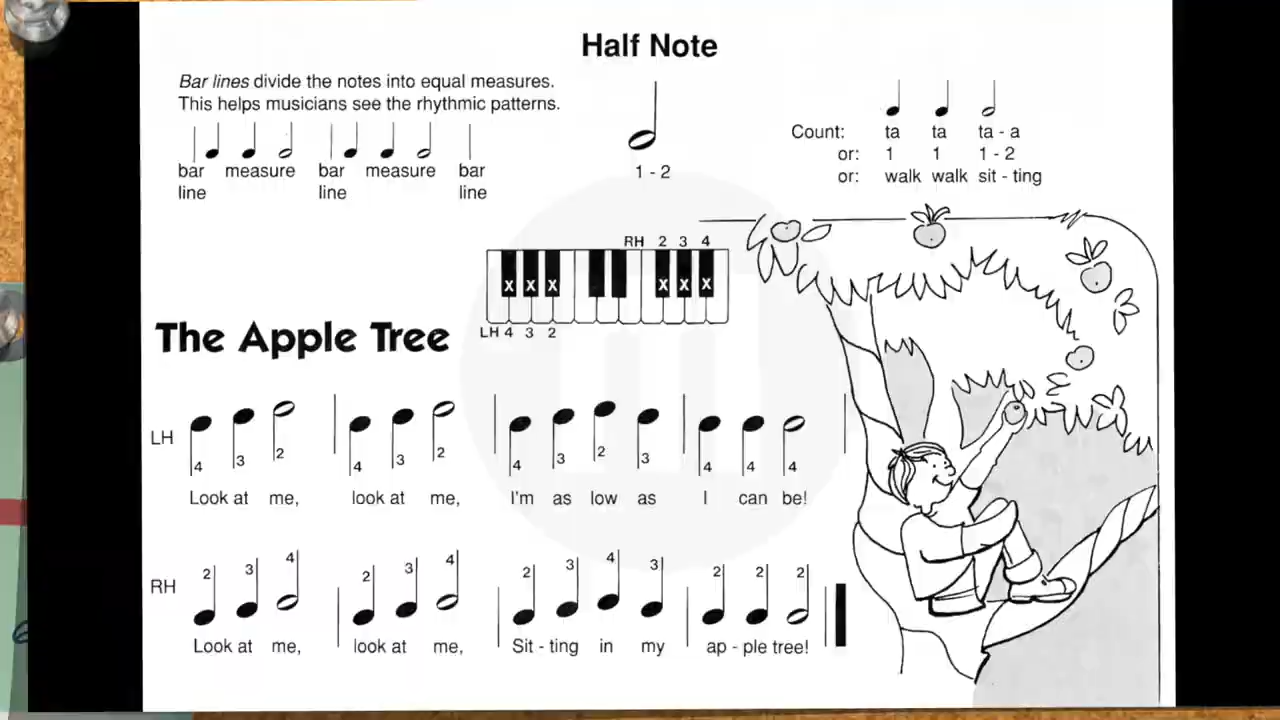 Half Note
Bar lines divide the notes into equal measures.
This helps musicians see the rhythmic patterns.
bar measure bar measure bar
line line line
1 - 2
Count: ta ta ta - a
or: 1 1 1 - 2
or: walk walk sit - ting
RH 2 3 4
X X X X X X
LH 4 3 2
The Apple Tree
LH
4 3 2 4 3 2 4 3 2 3 4 4 4
Look at me, look at me, I'm as low as I can be!
2 3 4 2 3 4 2 3 4 3 2 2 2
RH
Look at me, look at me, Sit - ting in my ap - ple tree!